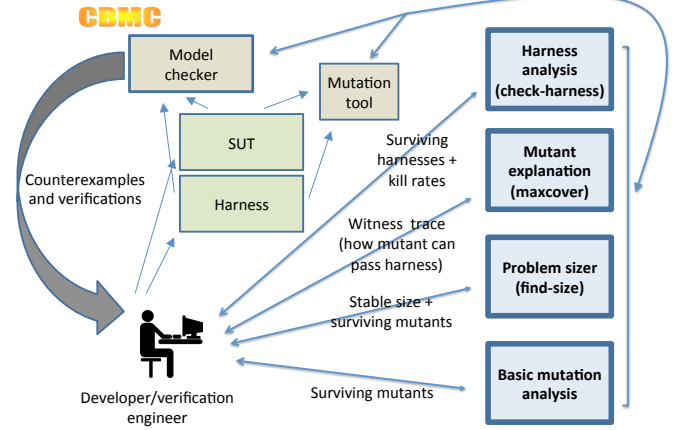 CBMC
Model
checker
Mutation
tool
SUT
Harness
Counterexamples
and verifications
Developer/verification
engineer
Surviving
harnesses +
kill rates
Witness trace
(how mutant can
pass harness)
Stable size +
surviving mutants
Surviving mutants
Harness
analysis
(check-harness)
Mutant
explanation
(maxcover)
Problem sizer
(find-size)
Basic mutation
analysis